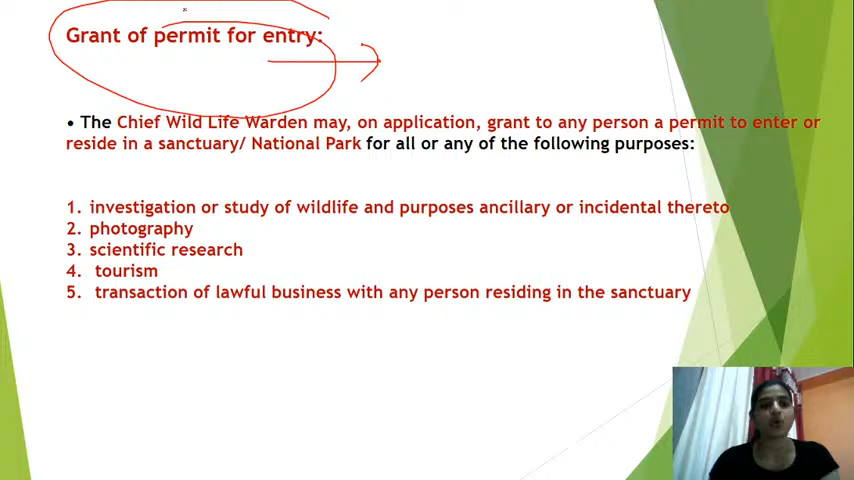 Grant of permit for entry:
• The Chief Wild Life Warden may, on application, grant to any person a permit to enter or
reside in a sanctuary/ National Park for all or any of the following purposes:
1. investigation or study of wildlife and purposes ancillary or incidental thereto
2. photography
3. scientific research
4. tourism
5. transaction of lawful business with any person residing in the sanctuary